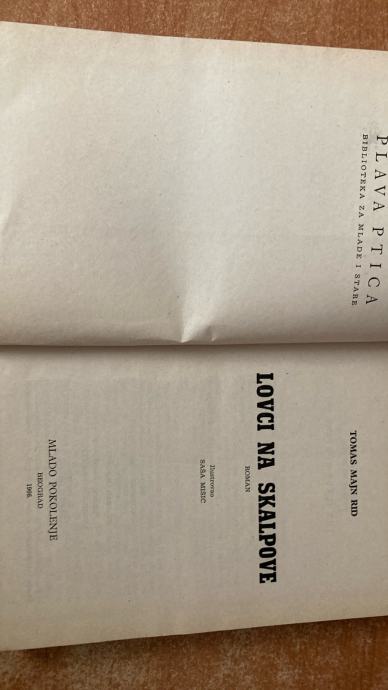 PLAVA PTICA
BIBLIOTEKA ZA MLADE I STARE
TOMAS MAJN RID
LOVCI NA SKALPOVE
ROMAN
Ilustrovao
SAŠA MIŠIĆ
MLADO POKOLENJE
BEOGRAD
1966.